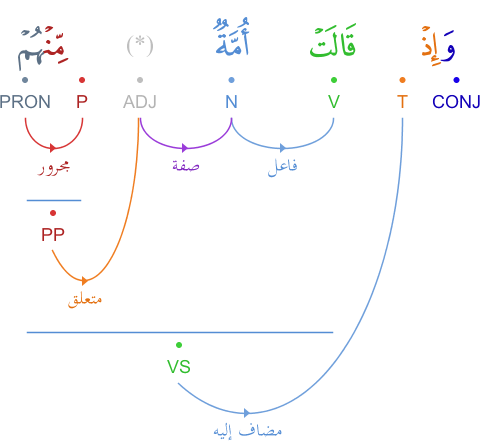 وَإِذْ قَالَتْ أُمَّةٌ (*) مِّنْهُمْ
CONJ T V N ADJ P PRON
فاعل صفة مجرور
PP
متعلق
VS
مضاف إليه